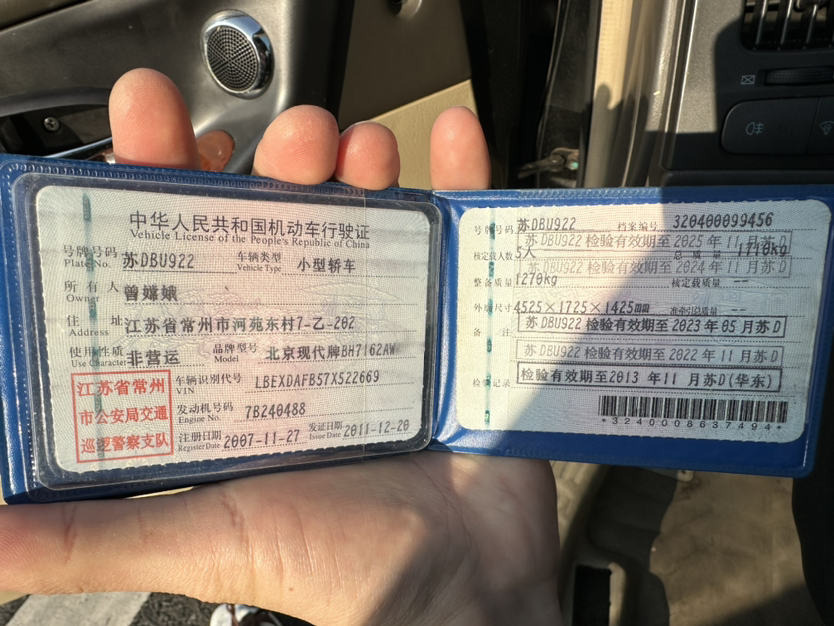 中华人民共和国机动车行驶证
Vehicle License of the People's Republic of China
号牌号码 苏DBU922 车辆类型 小型轿车
Plate No. Vehicle Type
所有人 曾嫦娥
Owner
住址 江苏省常州市河苑东村7-乙-202
Address
使用性质 非营运 品牌型号 北京现代牌BH7162AW
Use Character Model
江苏省常州
市公安局交通
巡逻警察支队
车辆识别代号 LBEXDAFB57X522669
VIN
发动机号码 7B240488
Engine No.
注册日期 2007-11-27 发证日期 2011-12-20
Register Date Issue Date
号牌号码 苏DBU922 档案编号 320400099456
苏DBU922 检验有效期至2025年11月苏D
核定载人数 5人 总质量 1710kg
苏DBU922 检验有效期至2024年11月苏D
整备质量 1270kg 核定载质量 --
外廓尺寸 4525×1725×1425mm 准牵引总质量 --
备注 苏DBU922 检验有效期至2023年05月苏D
苏DBU922 检验有效期至2022年11月苏D
检验记录 检验有效期至2013年11月苏D(华东)
*3240008637494*